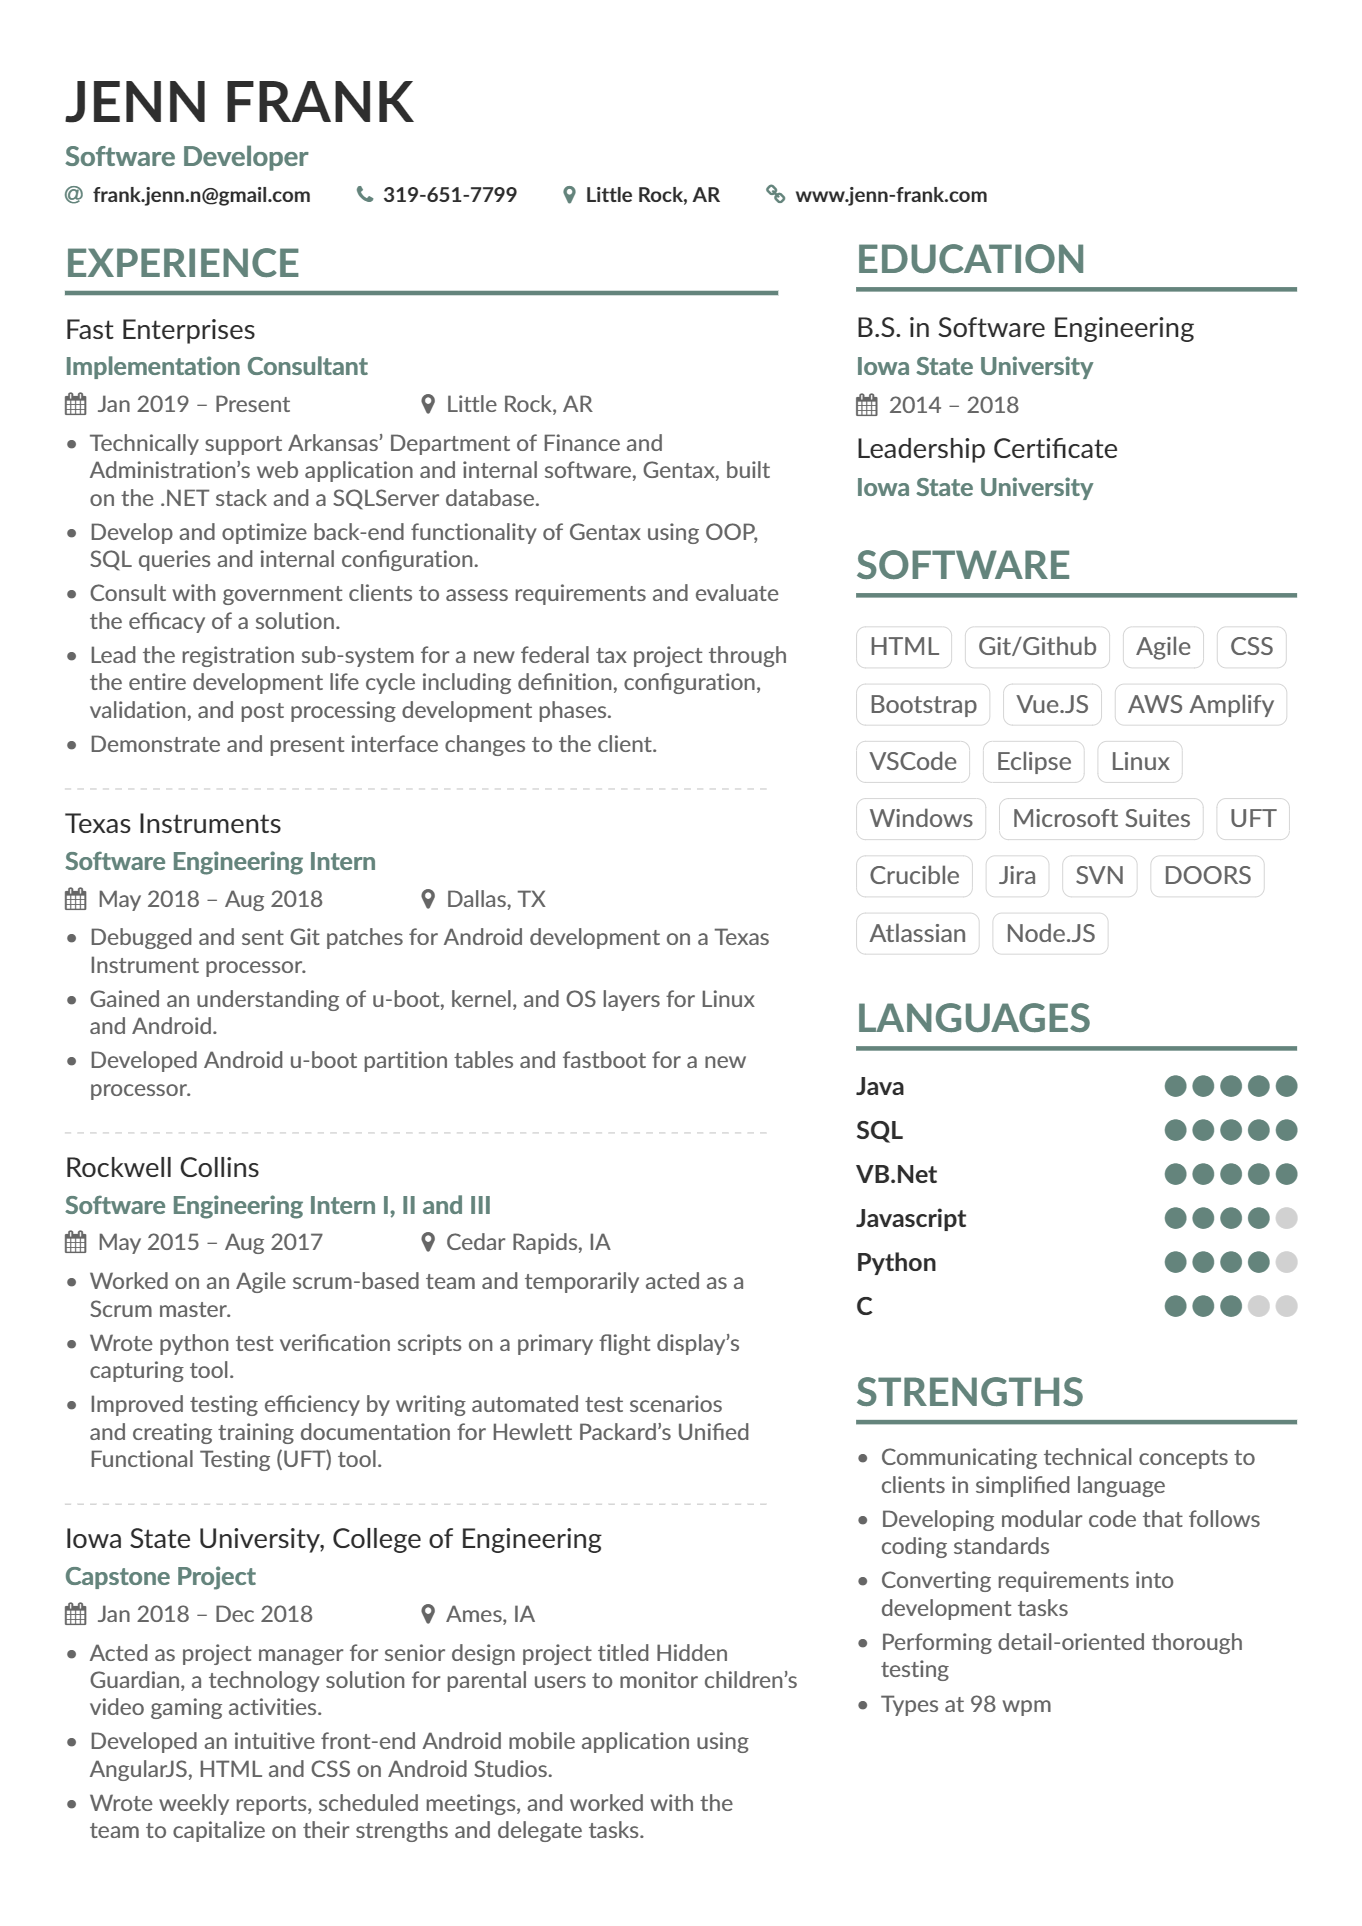 JENN FRANK
Software Developer
frank.jenn.n@gmail.com 319-651-7799 Little Rock, AR www.jenn-frank.com
EXPERIENCE
Fast Enterprises
Implementation Consultant
Jan 2019 – Present Little Rock, AR
• Technically support Arkansas’ Department of Finance and
Administration’s web application and internal software, Gentax, built
on the .NET stack and a SQLServer database.
• Develop and optimize back-end functionality of Gentax using OOP,
SQL queries and internal configuration.
• Consult with government clients to assess requirements and evaluate
the efficacy of a solution.
• Lead the registration sub-system for a new federal tax project through
the entire development life cycle including definition, configuration,
validation, and post processing development phases.
• Demonstrate and present interface changes to the client.
Texas Instruments
Software Engineering Intern
May 2018 – Aug 2018 Dallas, TX
• Debugged and sent Git patches for Android development on a Texas
Instrument processor.
• Gained an understanding of u-boot, kernel, and OS layers for Linux
and Android.
• Developed Android u-boot partition tables and fastboot for a new
processor.
Rockwell Collins
Software Engineering Intern I, II and III
May 2015 – Aug 2017 Cedar Rapids, IA
• Worked on an Agile scrum-based team and temporarily acted as a
Scrum master.
• Wrote python test verification scripts on a primary flight display’s
capturing tool.
• Improved testing efficiency by writing automated test scenarios
and creating training documentation for Hewlett Packard’s Unified
Functional Testing (UFT) tool.
Iowa State University, College of Engineering
Capstone Project
Jan 2018 – Dec 2018 Ames, IA
• Acted as project manager for senior design project titled Hidden
Guardian, a technology solution for parental users to monitor children’s
video gaming activities.
• Developed an intuitive front-end Android mobile application using
AngularJS, HTML and CSS on Android Studios.
• Wrote weekly reports, scheduled meetings, and worked with the
team to capitalize on their strengths and delegate tasks.
EDUCATION
B.S. in Software Engineering
Iowa State University
2014 – 2018
Leadership Certificate
Iowa State University
SOFTWARE
HTML Git/Github Agile CSS
Bootstrap Vue.JS AWS Amplify
VSCode Eclipse Linux
Windows Microsoft Suites UFT
Crucible Jira SVN DOORS
Atlassian Node.JS
LANGUAGES
Java
SQL
VB.Net
Javascript
Python
C
STRENGTHS
• Communicating technical concepts to
clients in simplified language
• Developing modular code that follows
coding standards
• Converting requirements into
development tasks
• Performing detail-oriented thorough
testing
• Types at 98 wpm